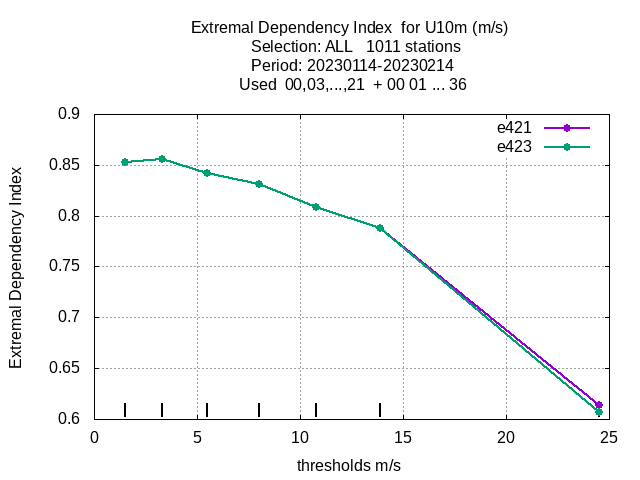 Extremal Dependency Index  for U10m (m/s)
Selection: ALL   1011 stations
Period: 20230114-20230214
Used  00,03,...,21  + 00 01 ... 36
e421
e423
Extremal Dependency Index
0.9
0.85
0.8
0.75
0.7
0.65
0.6
0 5 10 15 20 25
thresholds m/s